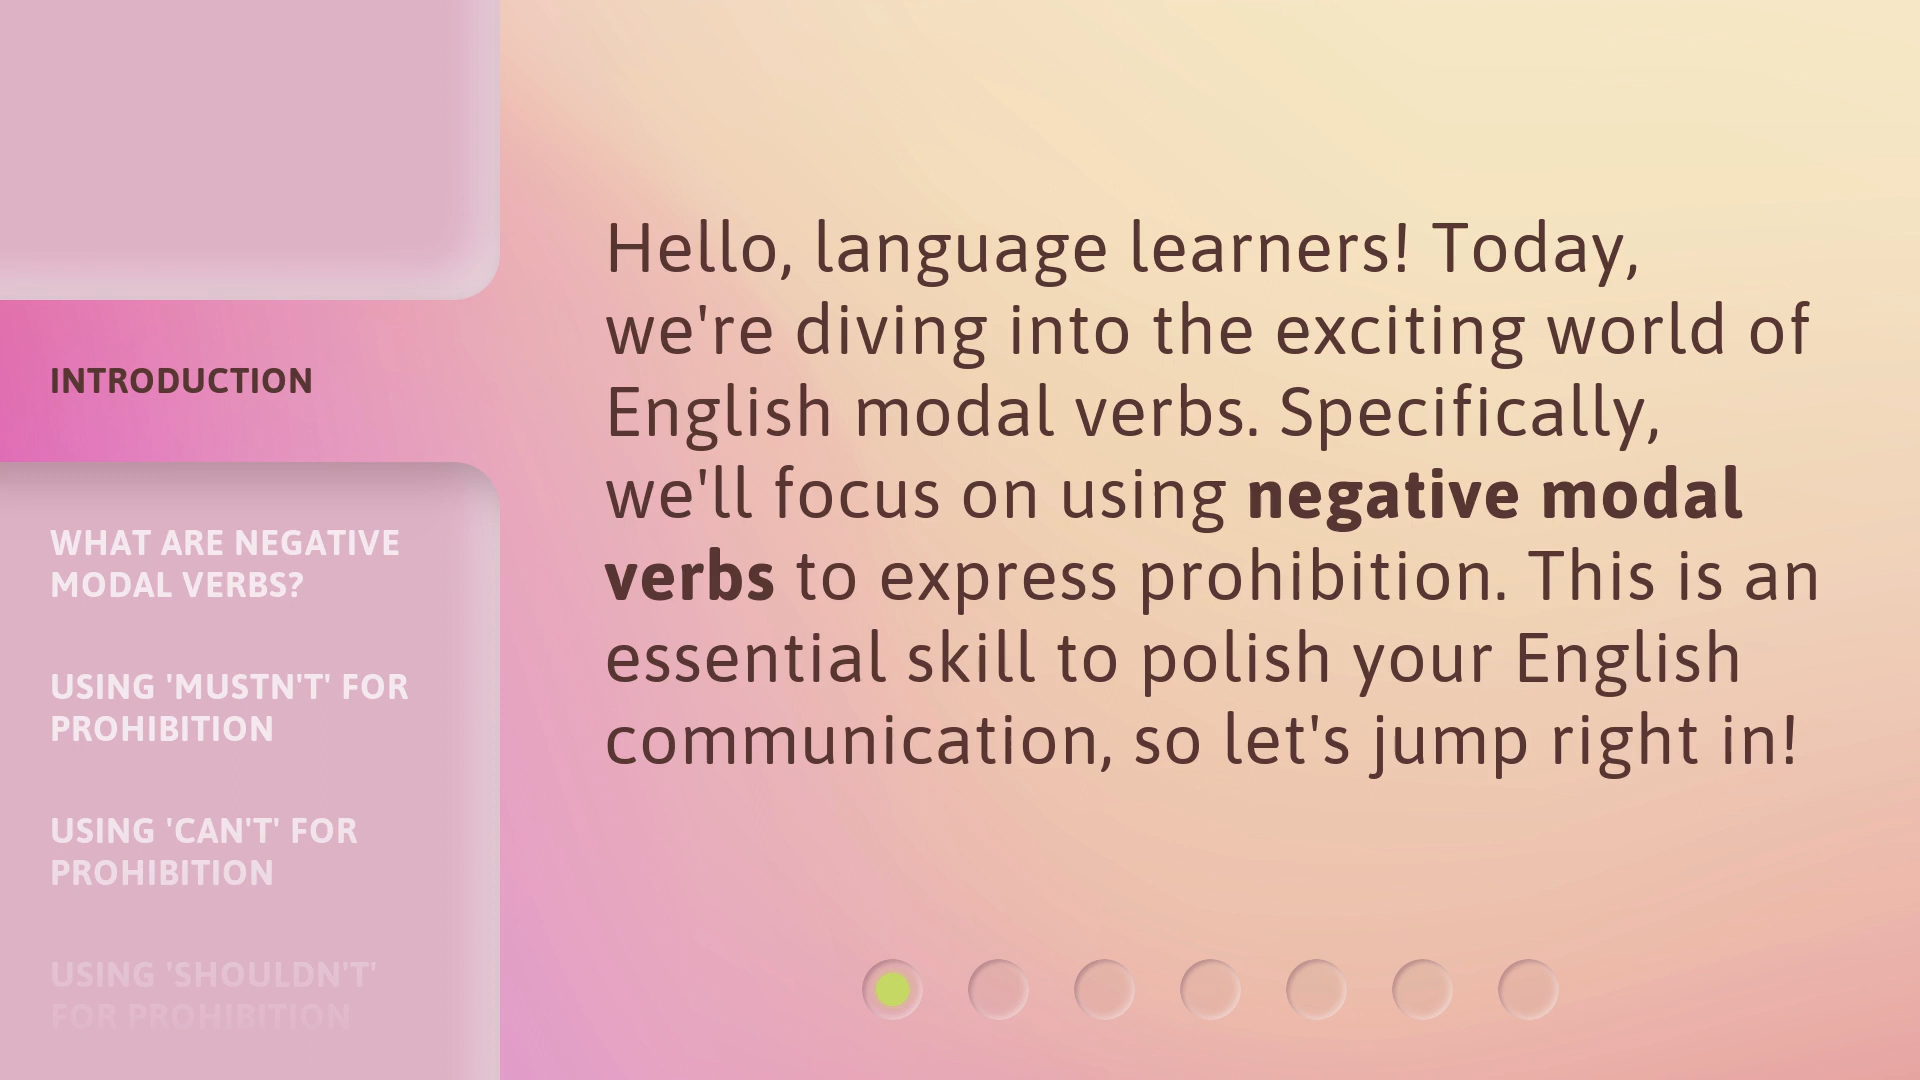 INTRODUCTION
WHAT ARE NEGATIVE
MODAL VERBS?
USING 'MUSTN'T' FOR
PROHIBITION
USING 'CAN'T' FOR
PROHIBITION
USING 'SHOULDN'T'
FOR PROHIBITION
Hello, language learners! Today,
we're diving into the exciting world of
English modal verbs. Specifically,
we'll focus on using negative modal
verbs to express prohibition. This is an
essential skill to polish your English
communication, so let's jump right in!